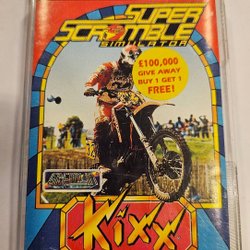 SUPER
SCRAMBLE
SIMULATOR
£100,000
GIVE AWAY
BUY 1 GET 1
FREE!
Kixx